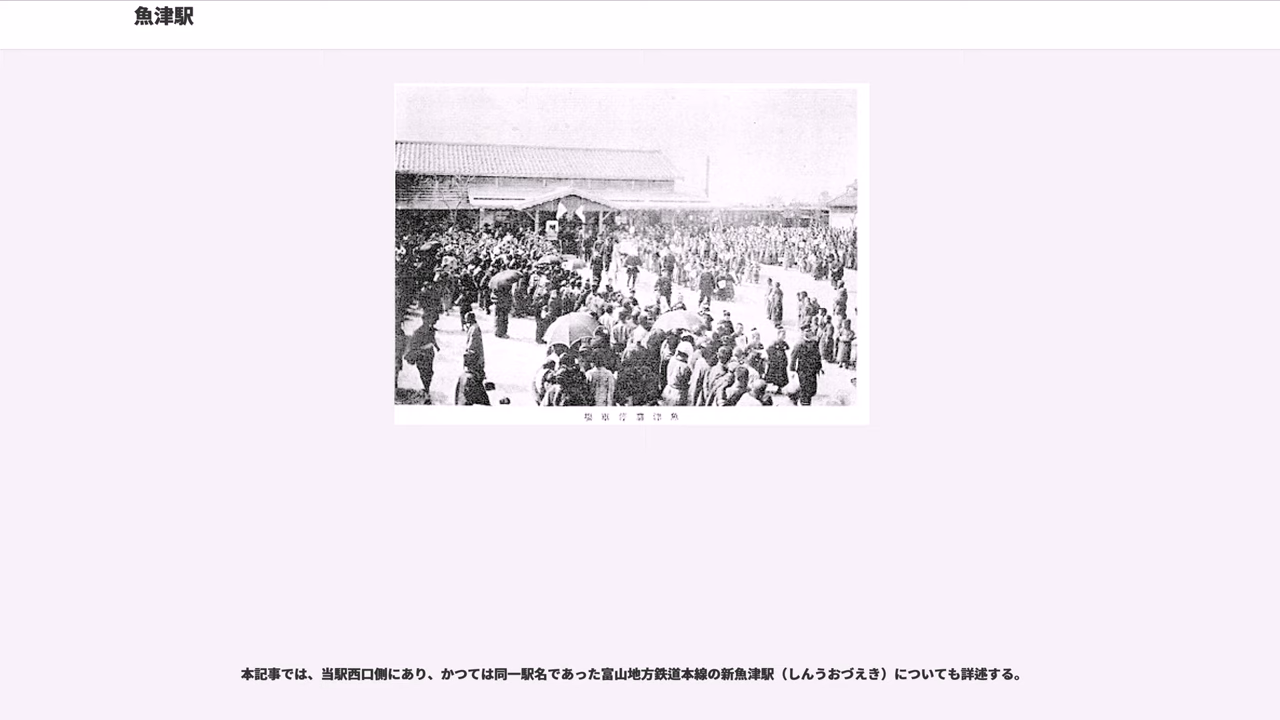 魚津駅
本記事では、当駅西口側にあり、かつては同一駅名であった富山地方鉄道本線の新魚津駅（しんうおづえき）についても詳述する。